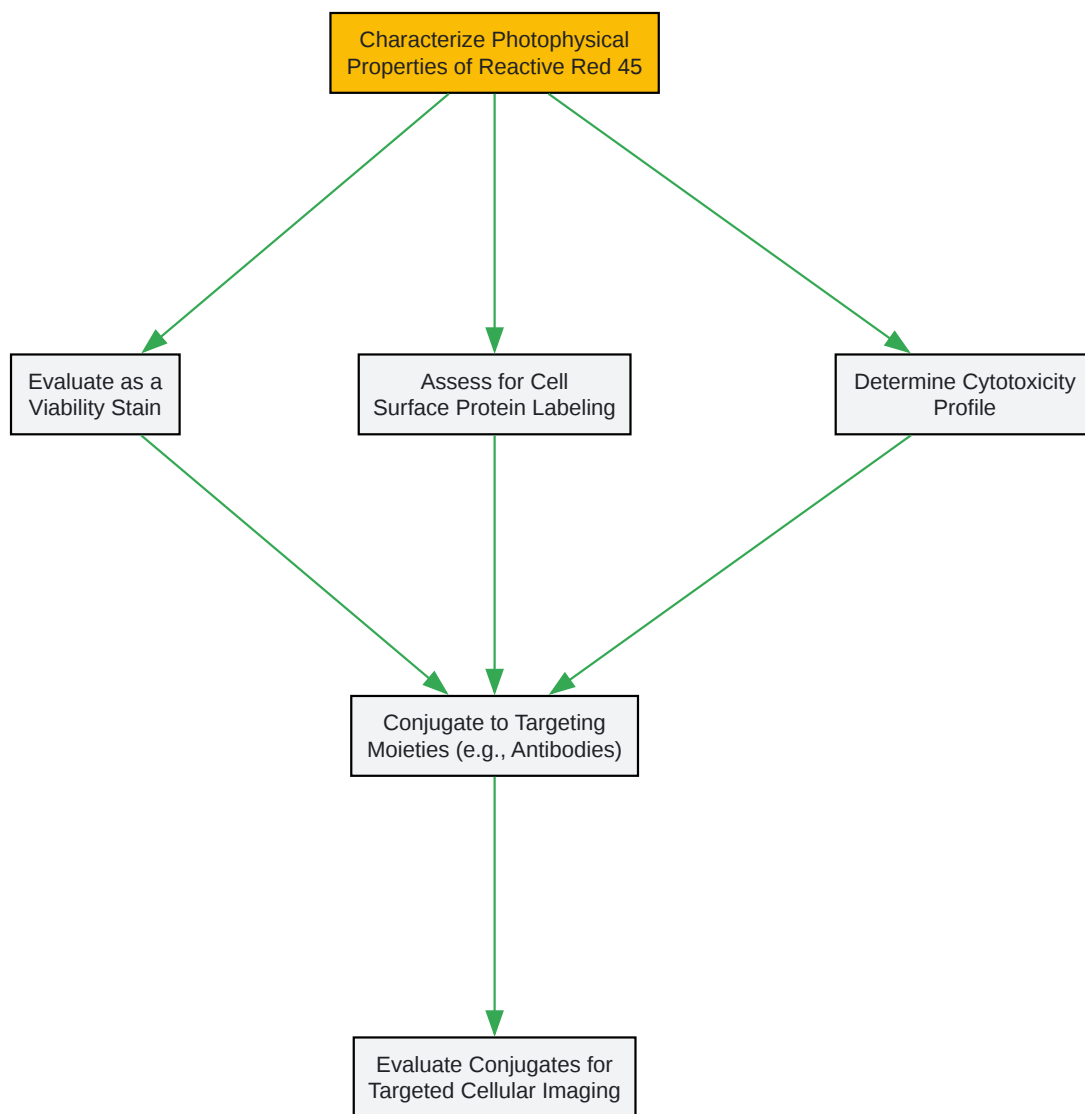 Characterize Photophysical
Properties of Reactive Red 45
Evaluate as a
Viability Stain
Assess for Cell
Surface Protein Labeling
Determine Cytotoxicity
Profile
Conjugate to Targeting
Moieties (e.g., Antibodies)
Evaluate Conjugates for
Targeted Cellular Imaging